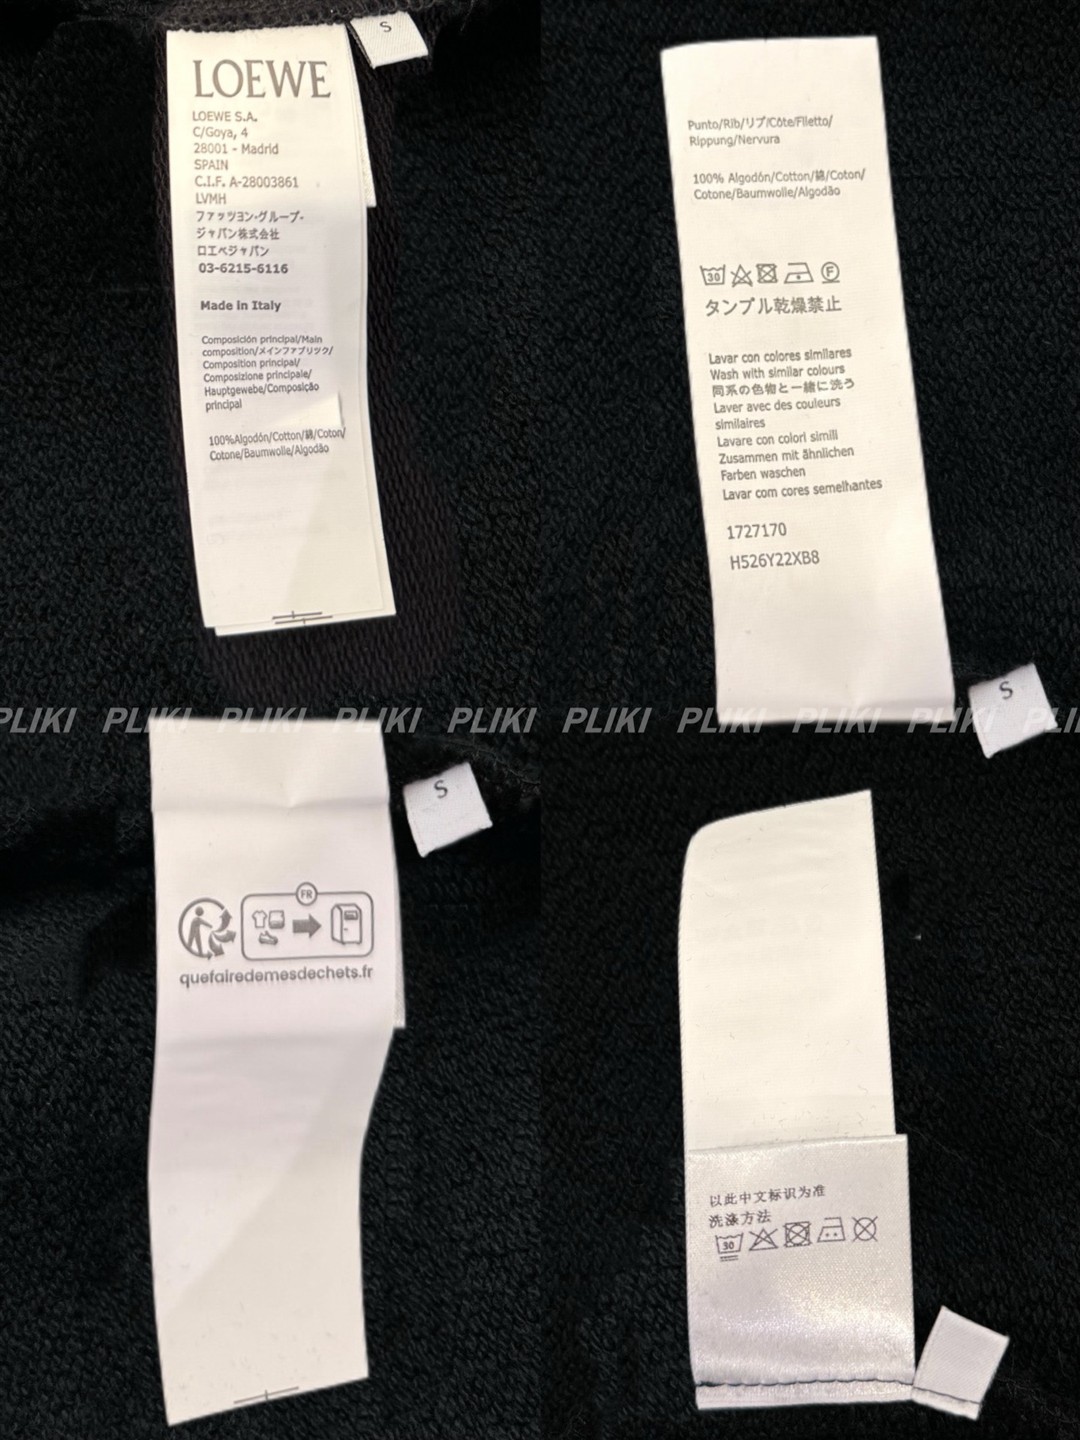 LOEWE
LOEWE S.A.
C/Goya, 4
28001 - Madrid
SPAIN
C.I.F. A-28003861
LVMH
ファッツョン・グループ・
ジャパン株式会社
ロエベジャパン
03-6215-6116
Made in Italy
Composición principal/Main
composition/メインファブリック/
Composition principal/
Composizione principale/
Hauptgewebe/Composição
principal
100%Algodón/Cotton/綿/Coton/
Cotone/Baumwolle/Algodão
S
Punto/Rib/リブ/Côte/Filetto/
Rippung/Nervura
100% Algodón/Cotton/綿/Coton/
Cotone/Baumwolle/Algodão
30 F
タンブル乾燥禁止
Lavar con colores similares
Wash with similar colours
同系の色物と一緒に洗う
Laver avec des couleurs
similaires
Lavare con colori simili
Zusammen mit ähnlichen
Farben waschen
Lavar com cores semelhantes
1727170
H526Y22XB8
S
PLIKI PLIKI PLIKI PLIKI PLIKI PLIKI PLIKI PLIKI PLIKI PLI
S
FR
quefairedemesdechets.fr
以此中文标识为准
洗涤方法
30